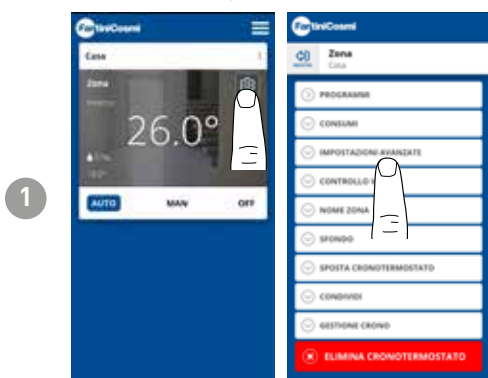 FantiniCosmi
Casa
Zona
26.0°
AUTO MAN OFF
1
FantiniCosmi
Zona
Casa
PROGRAMMI
CONSUMI
IMPOSTAZIONI AVANZATE
CONTROLLO
NOME ZONA
SFONDO
SPOSTA CRONOTERMOSTATO
CONDIVIDI
GESTIONE CRONO
ELIMINA CRONOTERMOSTATO